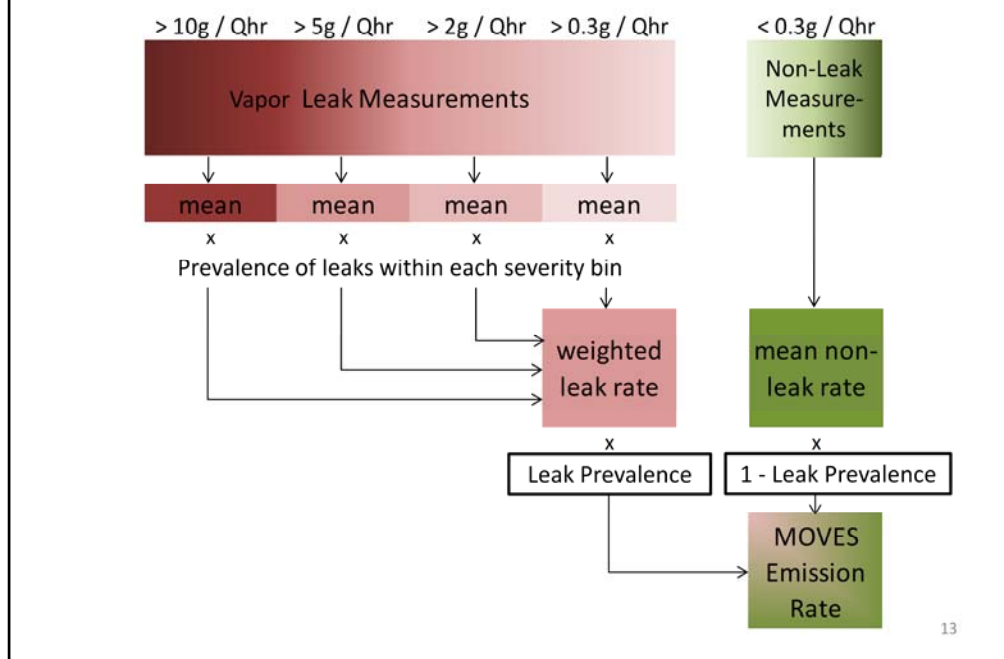 > 10g / Qhr > 5g / Qhr > 2g / Qhr > 0.3g / Qhr < 0.3g / Qhr
Vapor Leak Measurements
Non-Leak
Measure-
ments
mean mean mean mean
x x x x
Prevalence of leaks within each severity bin
weighted
leak rate
mean non-
leak rate
x x
Leak Prevalence
1 - Leak Prevalence
MOVES
Emission
Rate
13